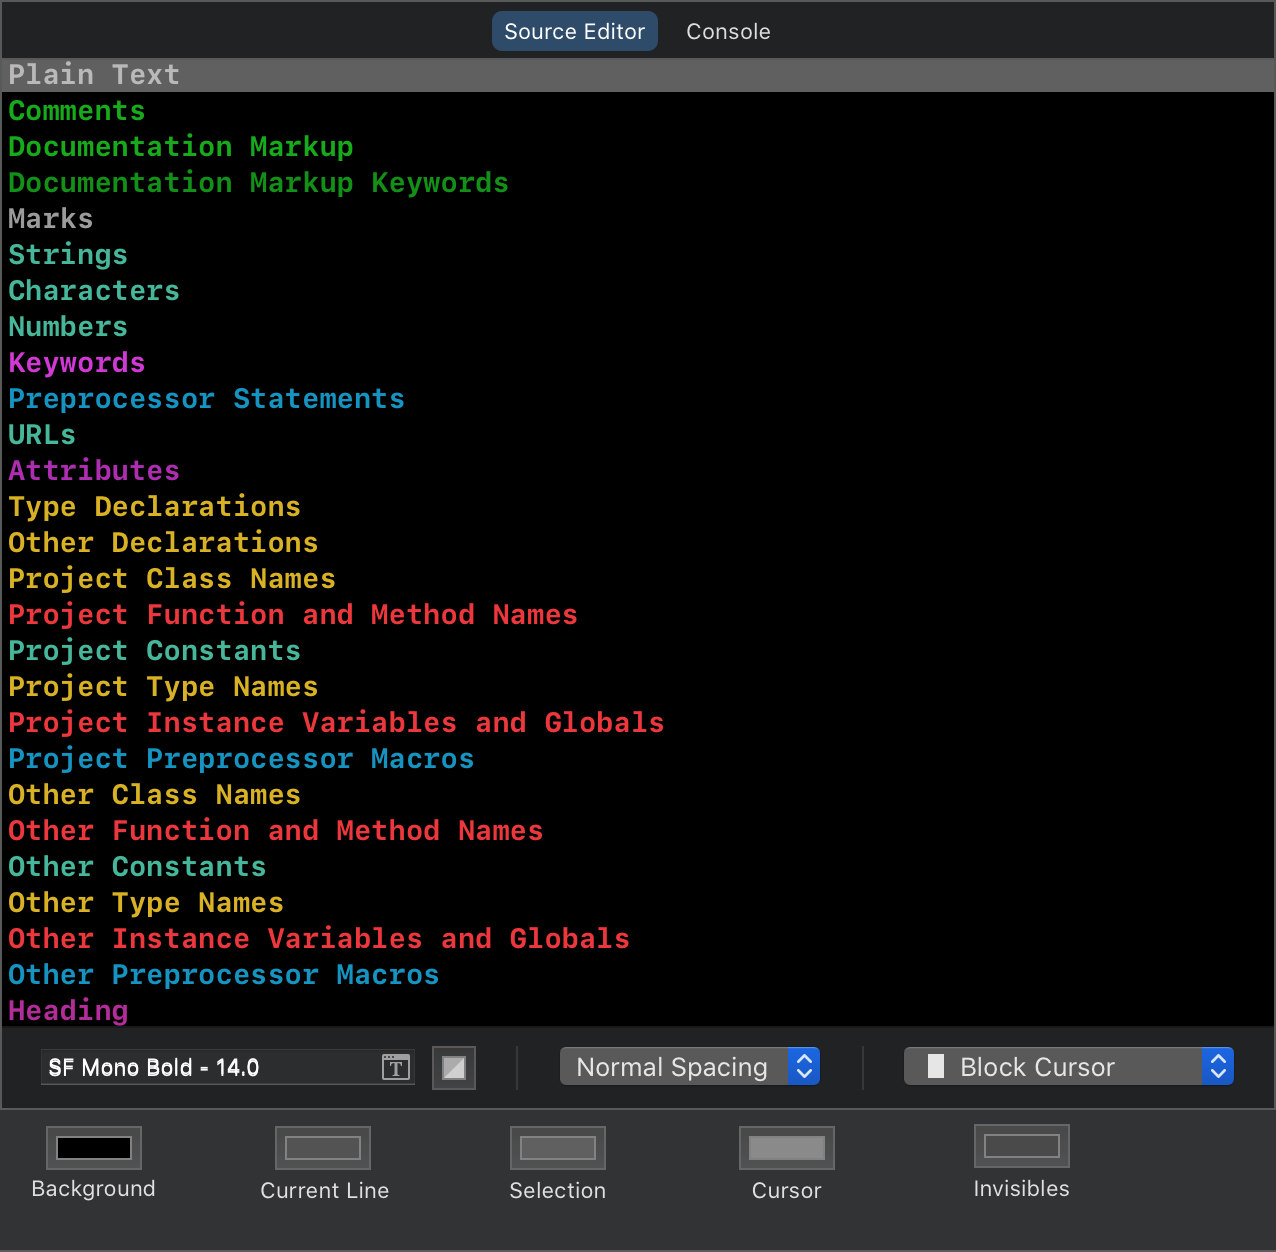 Source Editor Console
Plain Text
Comments
Documentation Markup
Documentation Markup Keywords
Marks
Strings
Characters
Numbers
Keywords
Preprocessor Statements
URLs
Attributes
Type Declarations
Other Declarations
Project Class Names
Project Function and Method Names
Project Constants
Project Type Names
Project Instance Variables and Globals
Project Preprocessor Macros
Other Class Names
Other Function and Method Names
Other Constants
Other Type Names
Other Instance Variables and Globals
Other Preprocessor Macros
Heading
SF Mono Bold - 14.0 T Normal Spacing Block Cursor
Background Current Line Selection Cursor Invisibles